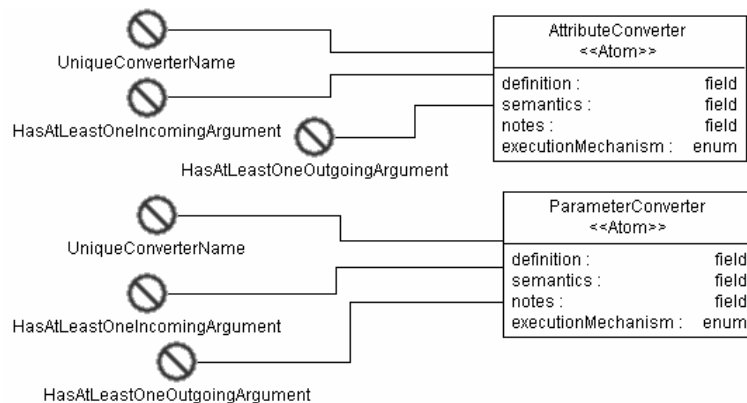 AttributeConverter
<<Atom>>
UniqueConverterName
definition : field
HasAtLeastOneIncomingArgument
semantics : field
notes : field
executionMechanism : enum
HasAtLeastOneOutgoingArgument
ParameterConverter
<<Atom>>
UniqueConverterName
definition : field
semantics : field
notes : field
HasAtLeastOneIncomingArgument
executionMechanism : enum
HasAtLeastOneOutgoingArgument